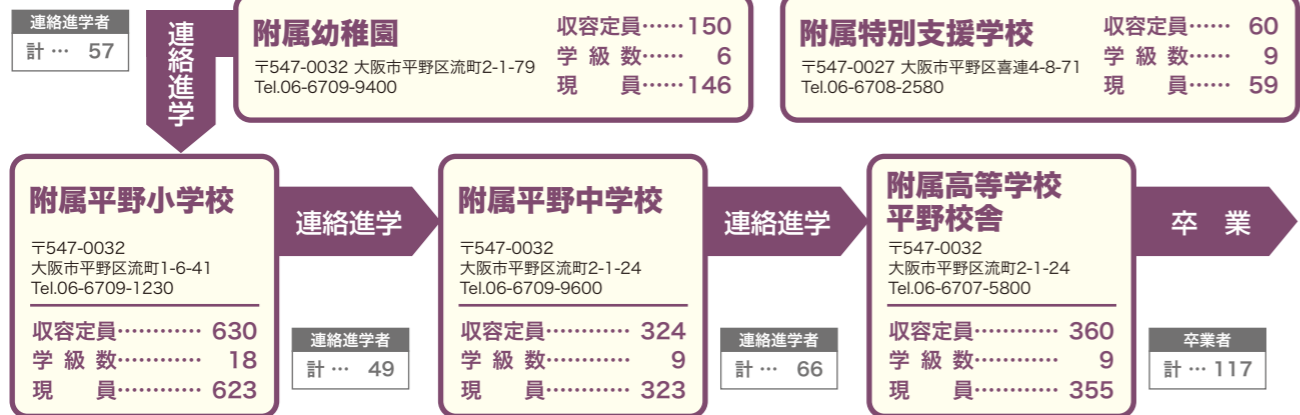 連絡進学者
計… 57
連絡進学
附属幼稚園
〒547-0032 大阪市平野区流町2-1-79
Tel.06-6709-9400
収容定員……150
学級数…… 6
現員……146
附属特別支援学校
〒547-0027 大阪市平野区喜連4-8-71
Tel.06-6708-2580
収容定員…… 60
学級数…… 9
現員…… 59
附属平野小学校
〒547-0032
大阪市平野区流町1-6-41
Tel.06-6709-1230
収容定員………… 630
学級数………… 18
現員………… 623
連絡進学
連絡進学者
計… 49
附属平野中学校
〒547-0032
大阪市平野区流町2-1-24
Tel.06-6709-9600
収容定員………… 324
学級数………… 9
現員………… 323
連絡進学
連絡進学者
計… 66
附属高等学校
平野校舎
〒547-0032
大阪市平野区流町2-1-24
Tel.06-6707-5800
収容定員………… 360
学級数………… 9
現員………… 355
卒業
卒業者
計… 117